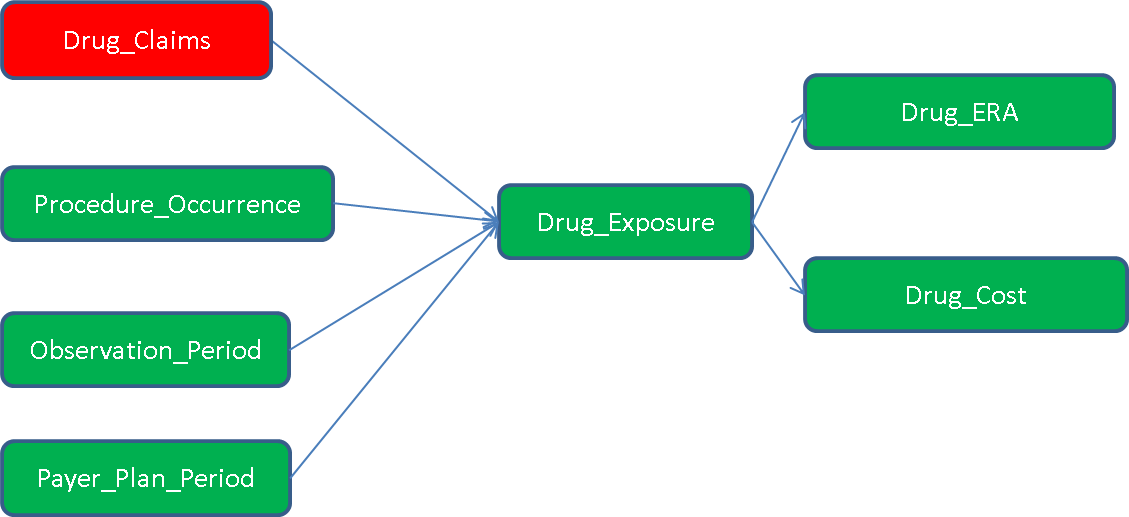 Drug_Claims
Procedure_Occurrence
Observation_Period
Payer_Plan_Period
Drug_Exposure
Drug_ERA
Drug_Cost